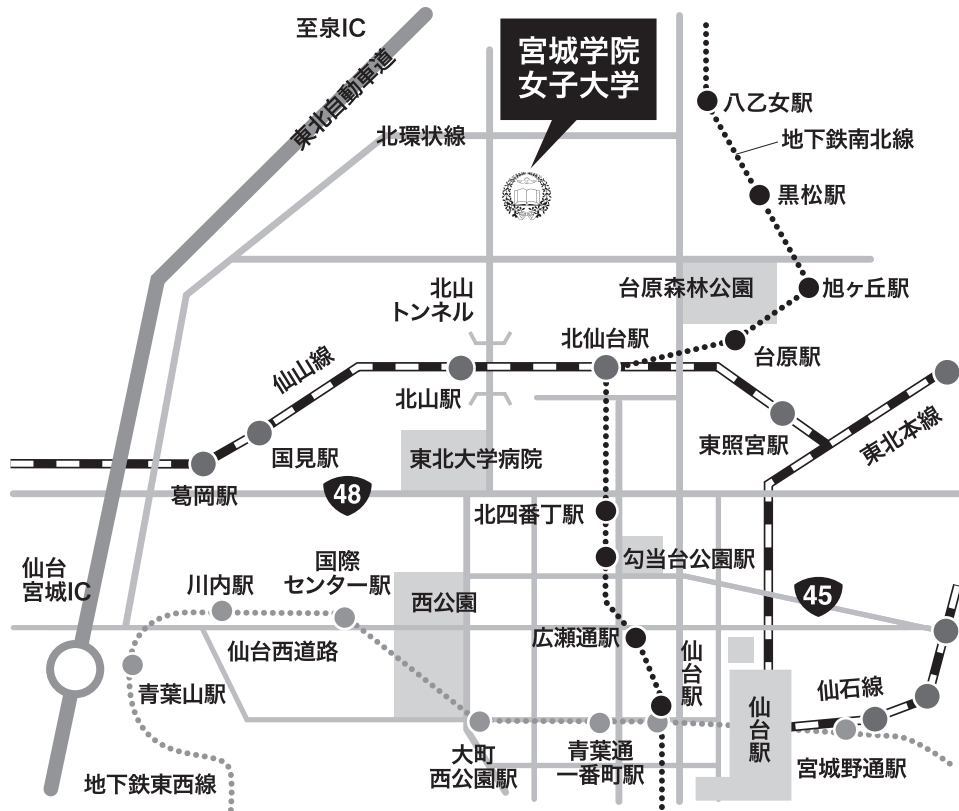 至泉IC
東北自動車道
宮城学院
女子大学
北環状線
八乙女駅
地下鉄南北線
黒松駅
旭ヶ丘駅
台原森林公園
台原駅
北山
トンネル
北仙台駅
仙山線
北山駅
東照宮駅
東北本線
国見駅
東北大学病院
葛岡駅
48
北四番丁駅
勾当台公園駅
仙台
宮城IC
川内駅
国際
センター駅
西公園
45
仙台西道路
広瀬通駅
仙台駅
青葉山駅
仙石線
仙台駅
大町
西公園駅
青葉通
一番町駅
宮城野通駅
地下鉄東西線